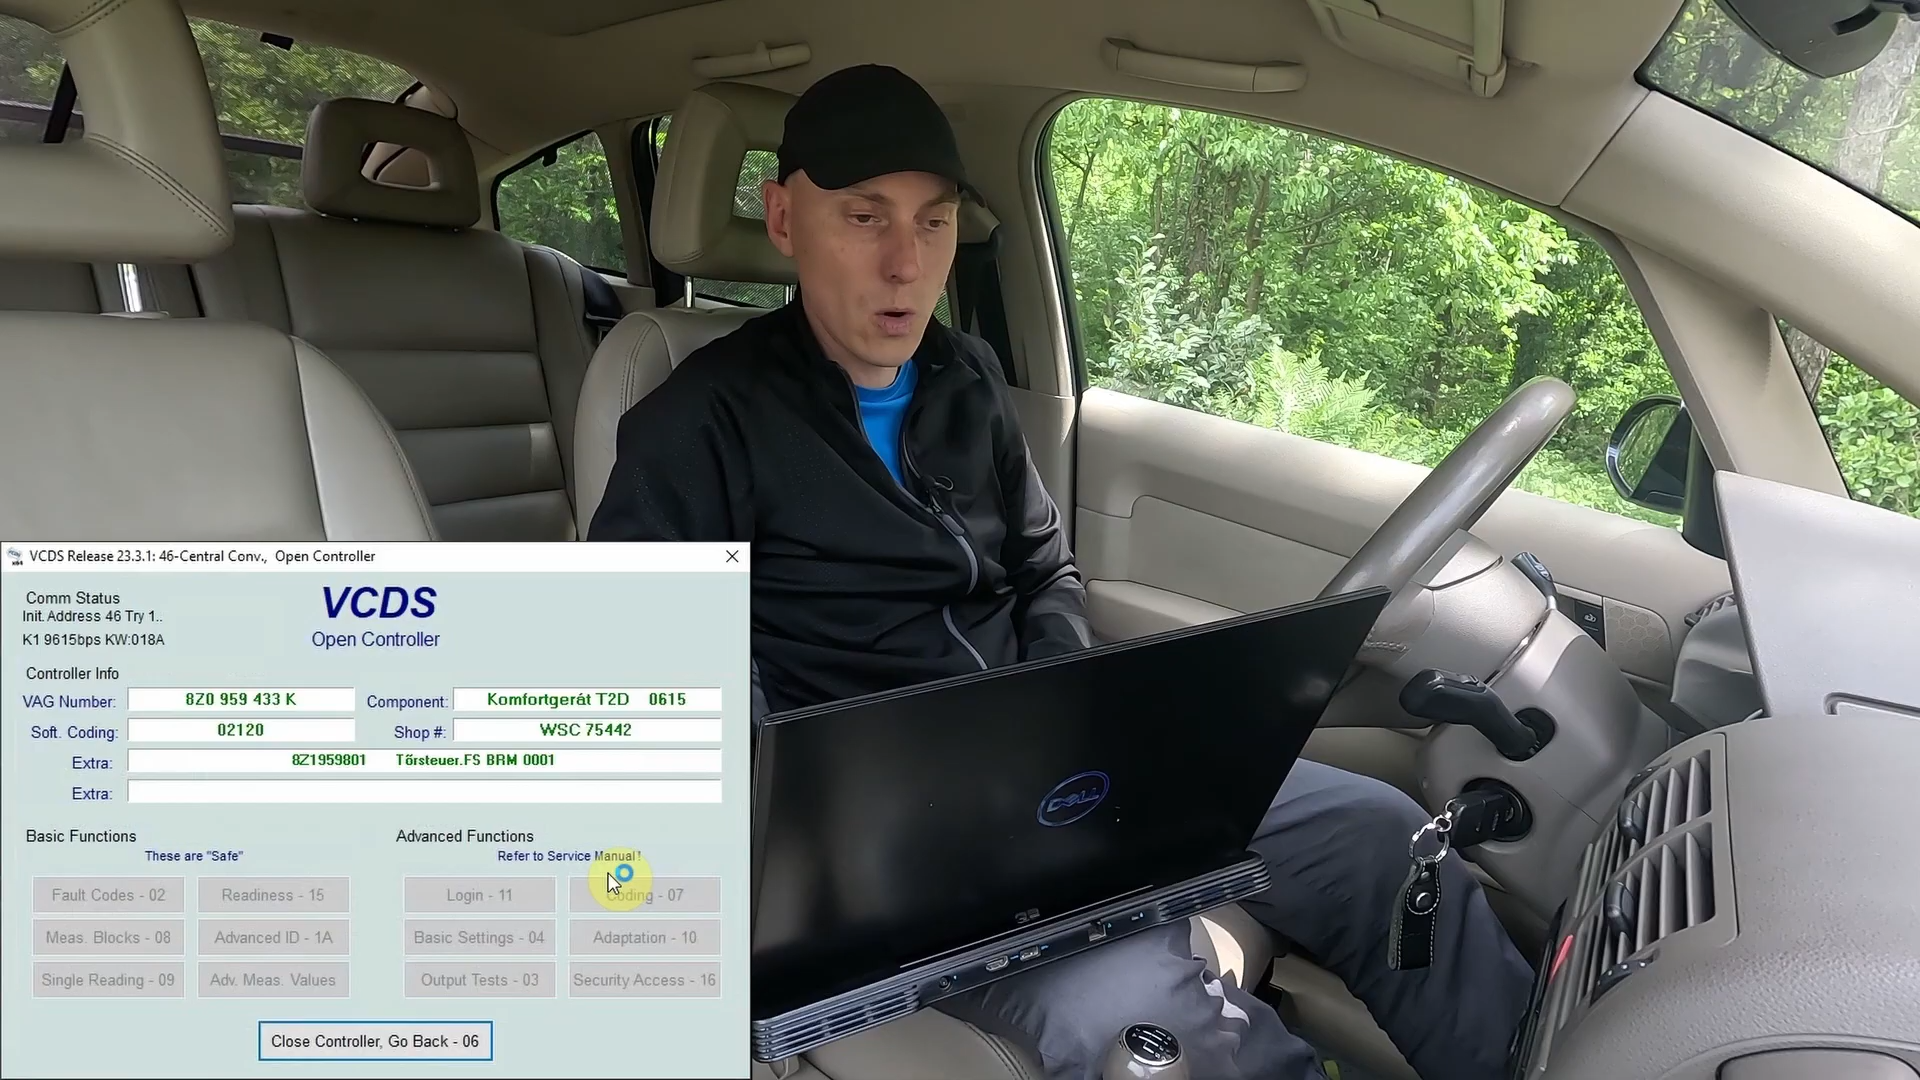 VCDS Release 23.3.1: 46-Central Conv., Open Controller
Comm Status
Init. Address 46 Try 1..
K1 9615bps KW:018A
VCDS
Open Controller
Controller Info
VAG Number: 8Z0 959 433 K Component: Komfortgerát T2D 0615
Soft. Coding: 02120 Shop #: WSC 75442
Extra: 8Z1959801 Tőrsteuer.FS BRM 0001
Extra:
Basic Functions Advanced Functions
These are "Safe" Refer to Service Manual!
Fault Codes - 02 Readiness - 15 Login - 11 Coding - 07
Meas. Blocks - 08 Advanced ID - 1A Basic Settings - 04 Adaptation - 10
Single Reading - 09 Adv. Meas. Values Output Tests - 03 Security Access - 16
Close Controller, Go Back - 06
DELL